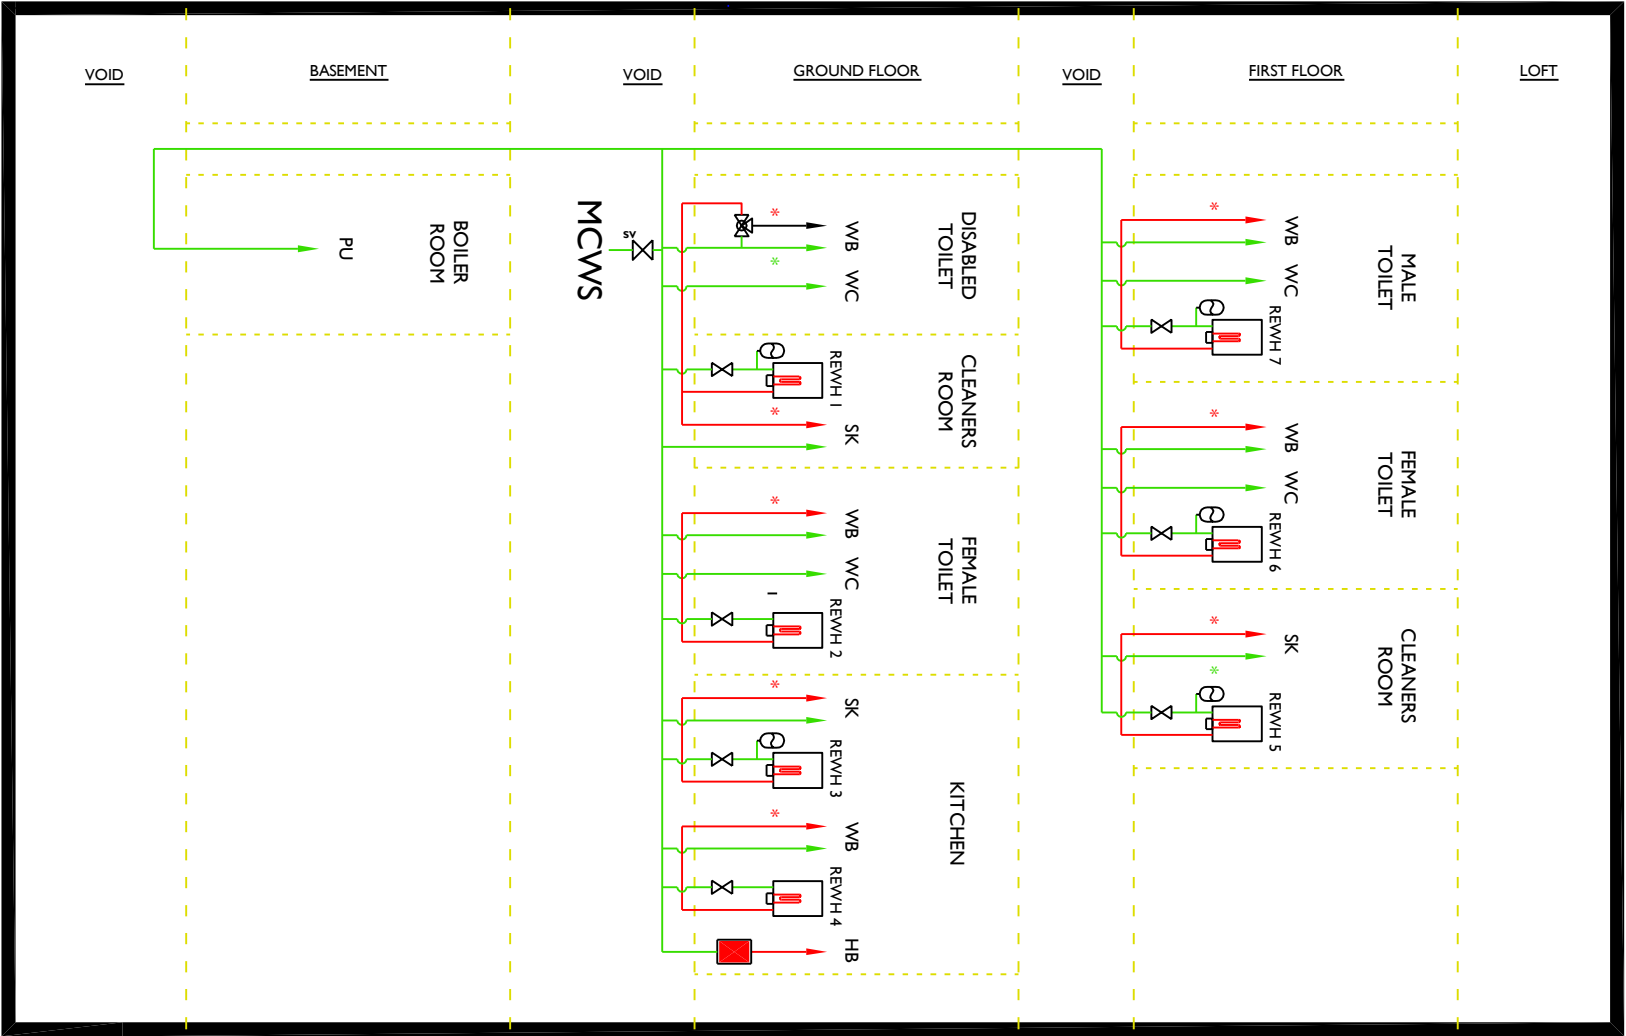 VOID
BASEMENT
VOID
GROUND FLOOR
VOID
FIRST FLOOR
LOFT
PU
BOILER
ROOM
MCWS
SV
*
WB
*
WC
DISABLED
TOILET
REWH 1
*
SK
CLEANERS
ROOM
*
WB
WC
REWH 2
FEMALE
TOILET
*
SK
REWH 3
*
WB
REWH 4
HB
KITCHEN
*
WB
WC
REWH 7
MALE
TOILET
*
WB
WC
REWH 6
FEMALE
TOILET
*
SK
*
REWH 5
CLEANERS
ROOM